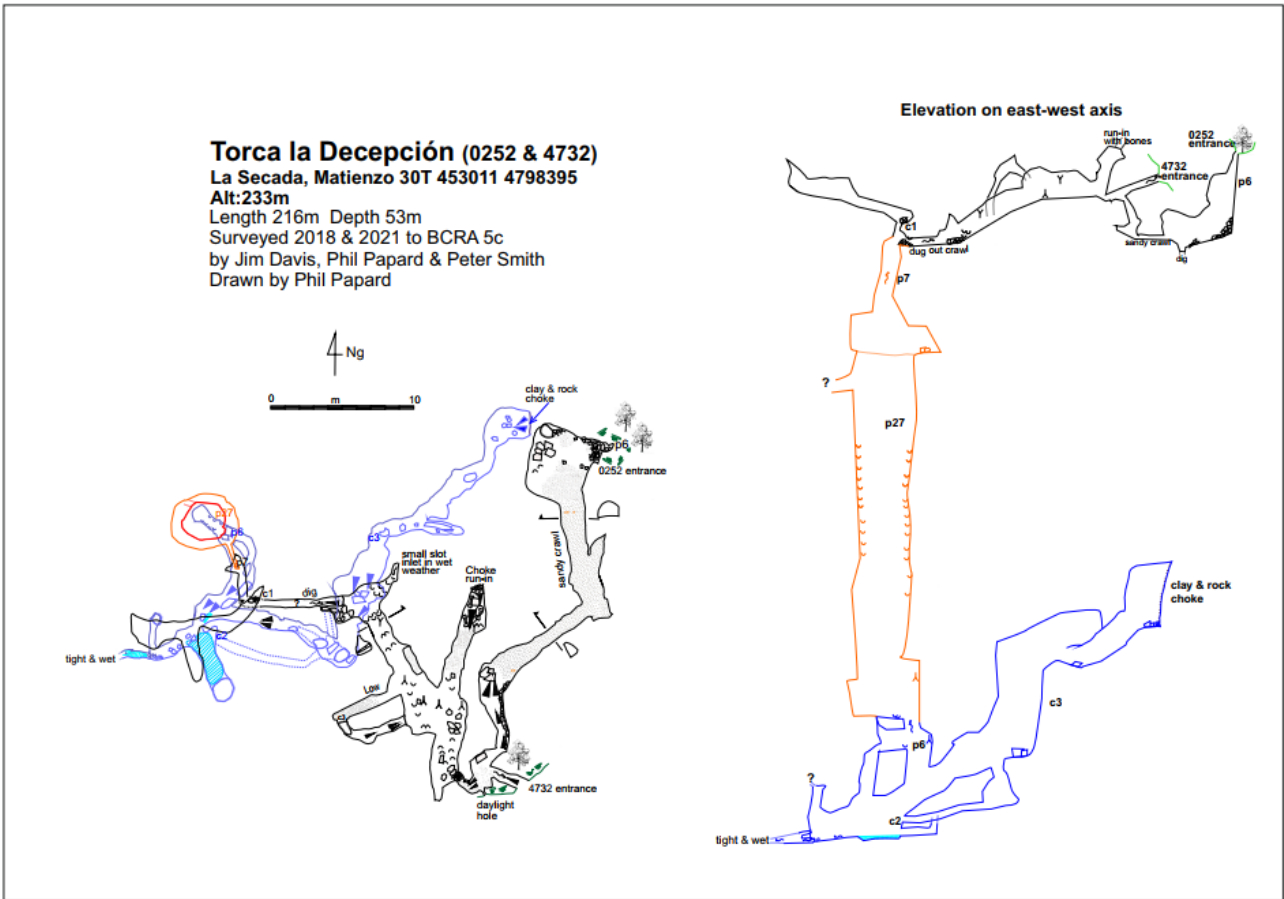 Torca la Decepción (0252 & 4732)
La Secada, Matienzo 30T 453011 4798395
Alt:233m
Length 216m Depth 53m
Surveyed 2018 & 2021 to BCRA 5c
by Jim Davis, Phil Papard & Peter Smith
Drawn by Phil Papard
Ng
0
m
10
clay & rock
choke
p6
0252 entrance
sandy crawl
p27
p6
c3
small slot
inlet in wet
weather
Choke
run-in
c1
dig
?
c2
tight & wet
Low
4732 entrance
daylight
hole
Elevation on east-west axis
run-in
with bones
0252
entrance
4732
entrance
p6
c1
dug out crawl
sandy crawl
dig
p7
?
p27
clay & rock
choke
c3
p6
?
c2
tight & wet